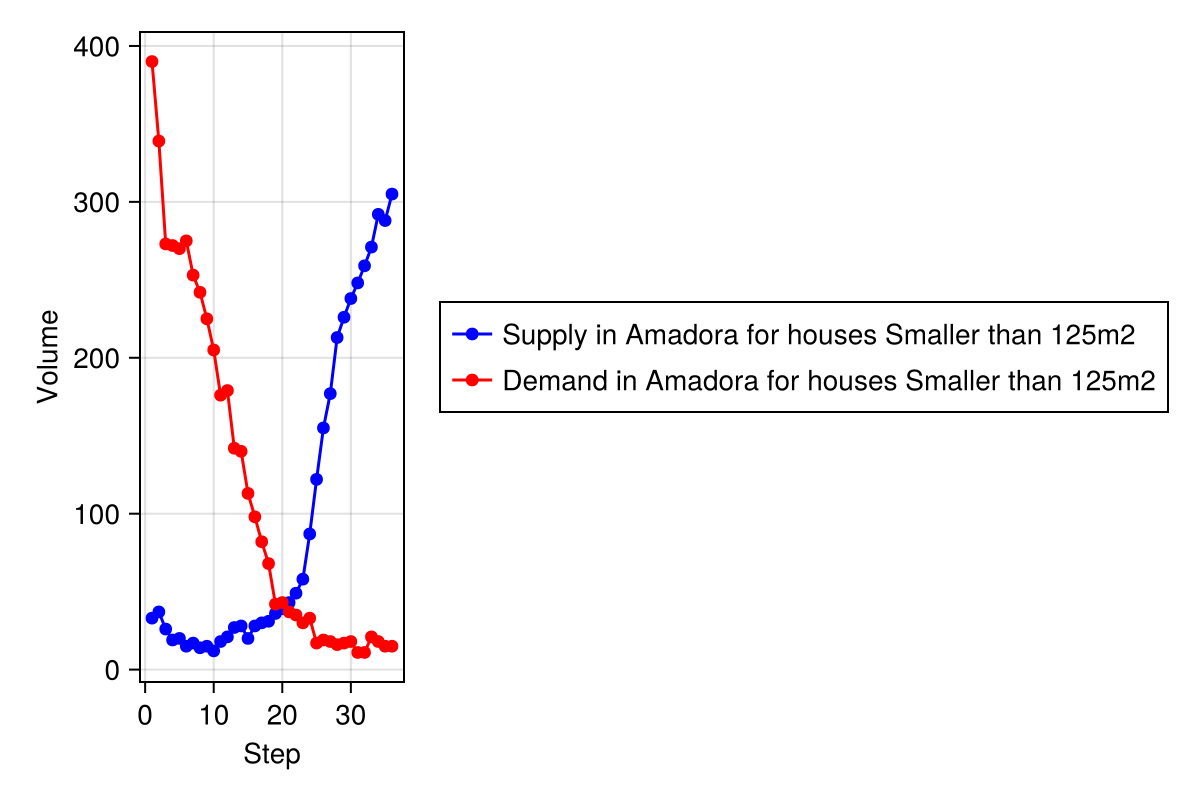 400
300
200
100
0
Volume
0 10 20 30
Step
Supply in Amadora for houses Smaller than 125m2
Demand in Amadora for houses Smaller than 125m2